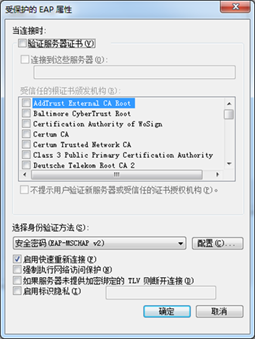 受保护的 EAP 属性
当连接时:
验证服务器证书(V)
连接到这些服务器(O):
受信任的根证书颁发机构(R):
AddTrust External CA Root
Baltimore CyberTrust Root
Certification Authority of WoSign
Certum CA
Certum Trusted Network CA
Class 3 Public Primary Certification Authority
Deutsche Telekom Root CA 2
不提示用户验证新服务器或受信任的证书授权机构(P)。
选择身份验证方法(S):
安全密码(EAP-MSCHAP v2)
配置(C)...
启用快速重新连接(F)
强制执行网络访问保护(N)
如果服务器未提供加密绑定的 TLV 则断开连接(D)
启用标识隐私(I)
确定
取消